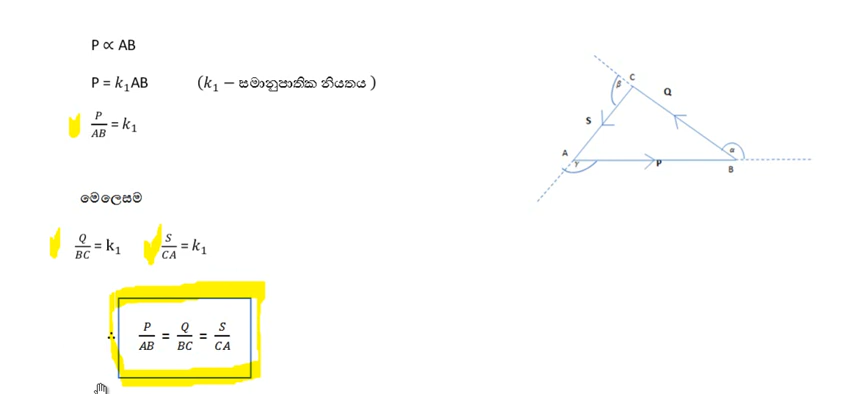 P ∝ AB
P = k₁AB (k₁ − සමානුපාතික නියතය )
P/AB = k₁
මෙලෙසම
Q/BC = k₁ S/CA = k₁
∴ P/AB = Q/BC = S/CA
C
β
Q
S
A
γ
P
α
B